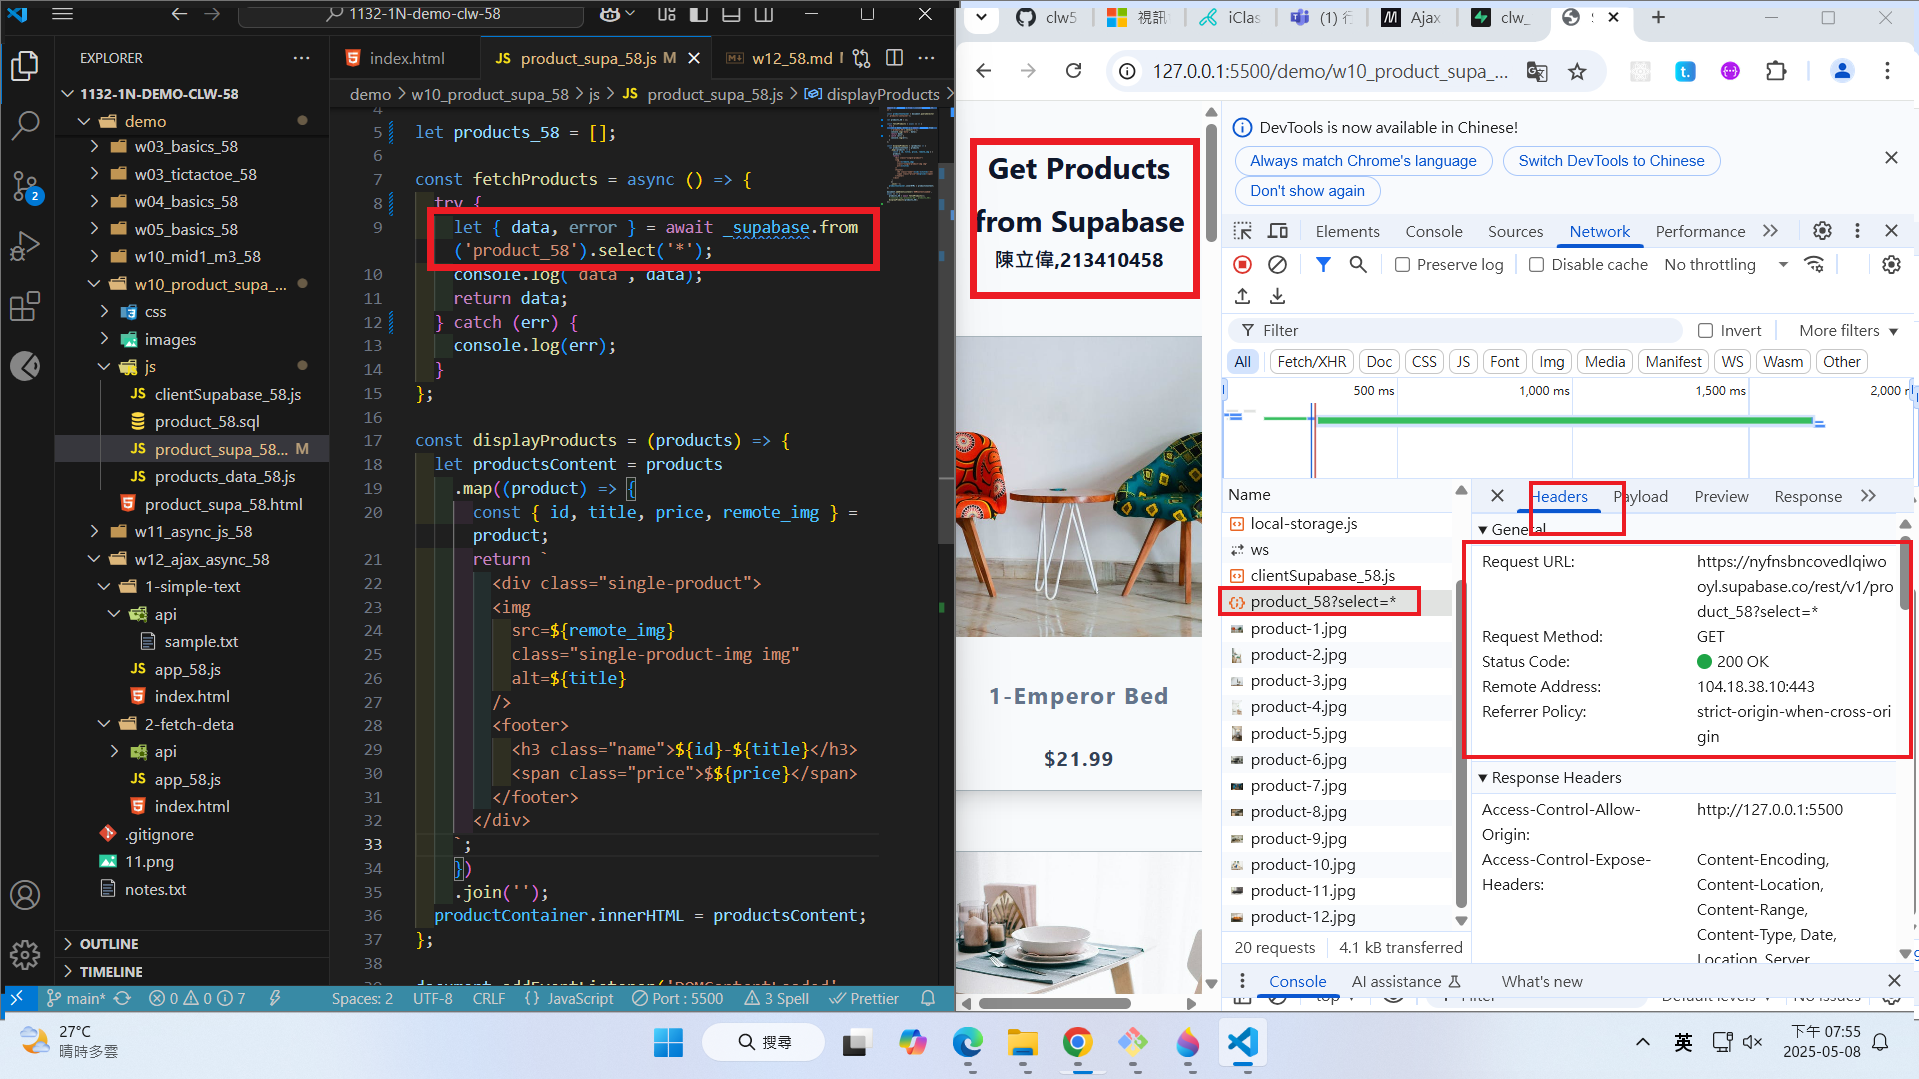 1132-1N-demo-clw-58
EXPLORER
1132-1N-DEMO-CLW-58
demo
w03_basics_58
w03_tictactoe_58
w04_basics_58
w05_basics_58
w10_mid1_m3_58
w10_product_supa_...
css
images
js
clientSupabase_58.js
product_58.sql
product_supa_58... M
products_data_58.js
product_supa_58.html
w11_async_js_58
w12_ajax_async_58
1-simple-text
api
sample.txt
app_58.js
index.html
2-fetch-deta
api
app_58.js
index.html
.gitignore
11.png
notes.txt
OUTLINE
TIMELINE
2
index.html
JS product_supa_58.js M
w12_58.md
demo > w10_product_supa_58 > js > JS product_supa_58.js > displayProducts >
4
5 let products_58 = [];
6
7 const fetchProducts = async () => {
8 try {
9 let { data, error } = await _supabase.from
('product_58').select('*');
10 console.log( data , data);
11 return data;
12 } catch (err) {
13 console.log(err);
14 }
15 };
16
17 const displayProducts = (products) => {
18 let productsContent = products
19 .map((product) => {
20 const { id, title, price, remote_img } =
product;
21 return `
22 <div class="single-product">
23 <img
24 src=${remote_img}
25 class="single-product-img img"
26 alt=${title}
27 />
28 <footer>
29 <h3 class="name">${id}-${title}</h3>
30 <span class="price">$${price}</span>
31 </footer>
32 </div>
33 `;
34 })
35 .join('');
36 productContainer.innerHTML = productsContent;
37 };
38
main* 0 0 7 Spaces: 2 UTF-8 CRLF {} JavaScript Port : 5500 3 Spell Prettier
clw5
視訊
iClas
(1) 行
Ajax
clw_
127.0.0.1:5500/demo/w10_product_supa_...
Get Products
from Supabase
陳立偉,213410458
1-Emperor Bed
$21.99
DevTools is now available in Chinese!
Always match Chrome's language
Switch DevTools to Chinese
Don't show again
Elements Console Sources Network Performance
Preserve log Disable cache No throttling
Filter Invert More filters
All Fetch/XHR Doc CSS JS Font Img Media Manifest WS Wasm Other
500 ms 1,000 ms 1,500 ms 2,000
Name
local-storage.js
ws
clientSupabase_58.js
product_58?select=*
product-1.jpg
product-2.jpg
product-3.jpg
product-4.jpg
product-5.jpg
product-6.jpg
product-7.jpg
product-8.jpg
product-9.jpg
product-10.jpg
product-11.jpg
product-12.jpg
20 requests 4.1 kB transferred
Headers Payload Preview Response
General
Request URL: https://nyfnsbncovedlqiwo
oyl.supabase.co/rest/v1/pro
duct_58?select=*
Request Method: GET
Status Code: 200 OK
Remote Address: 104.18.38.10:443
Referrer Policy: strict-origin-when-cross-ori
gin
Response Headers
Access-Control-Allow- http://127.0.0.1:5500
Origin:
Access-Control-Expose- Content-Encoding,
Headers: Content-Location,
Content-Range,
Content-Type, Date,
Location, Server
Console AI assistance What's new
27°C
晴時多雲
搜尋
英
下午 07:55
2025-05-08